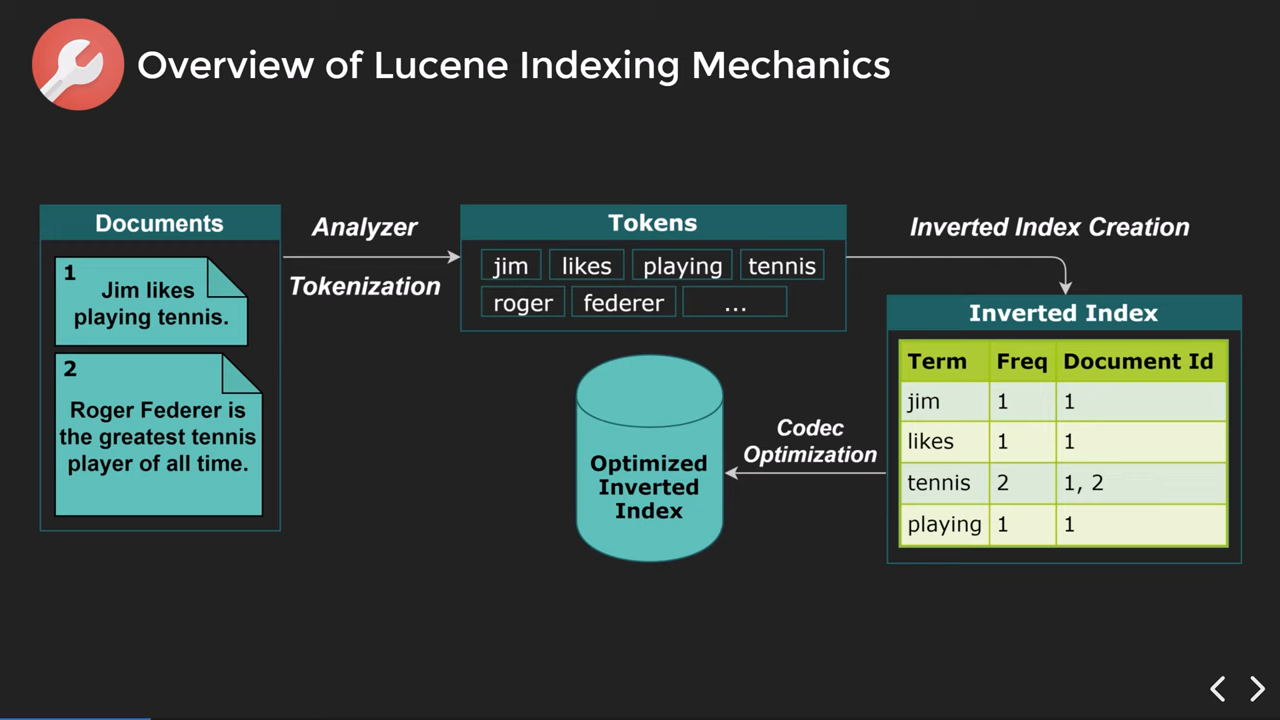 Overview of Lucene Indexing Mechanics
Documents
1
Jim likes
playing tennis.
2
Roger Federer is
the greatest tennis
player of all time.
Analyzer
Tokenization
Tokens
jim likes playing tennis
roger federer ...
Inverted Index Creation
Inverted Index
Term Freq Document Id
jim 1 1
likes 1 1
tennis 2 1, 2
playing 1 1
Codec
Optimization
Optimized
Inverted
Index